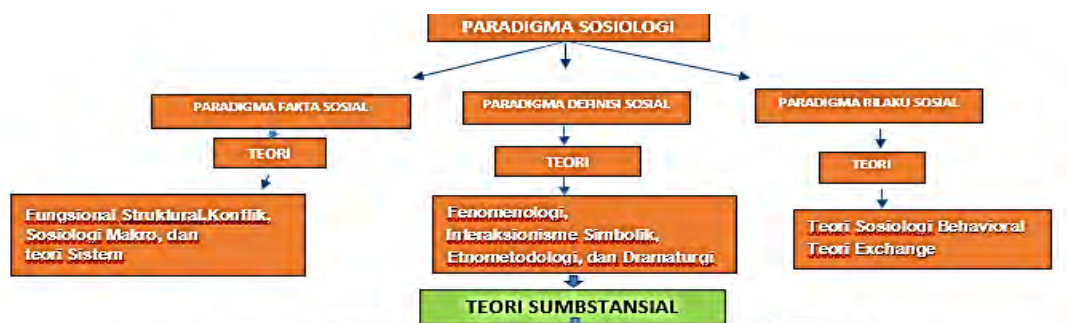 PARADIGMA SOSIOLOGI
PARADIGMA FAKTA SOSIAL
PARADIGMA DEFINISI SOSIAL
PARADIGMA RILAKU SOSIAL
TEORI
TEORI
TEORI
Fungsional Struktural,Konflik,
Sosiologi Makro, dan
teori Sistem
Fenomenologi,
Interaksionisme Simbolik,
Etnometodologi, dan Dramaturgi
Teori Sosiologi Behavioral
Teori Exchange
TEORI SUMBSTANSIAL